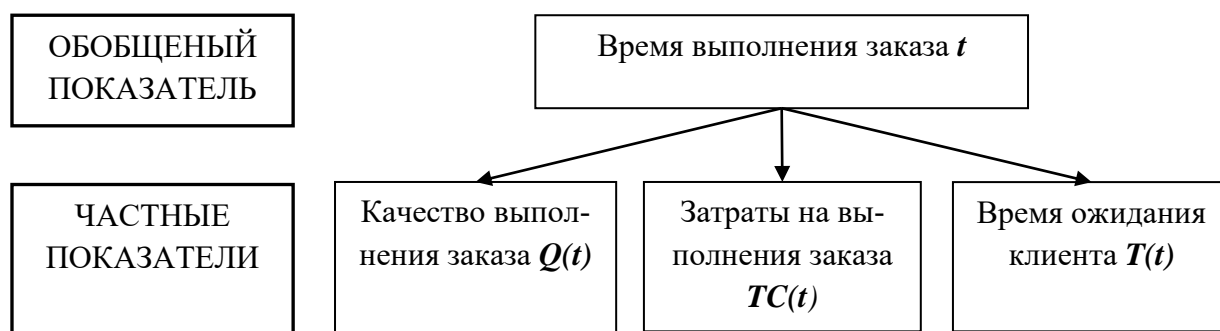 ОБОБЩЕНЫЙ
ПОКАЗАТЕЛЬ
Время выполнения заказа t
ЧАСТНЫЕ
ПОКАЗАТЕЛИ
Качество выпол-
нения заказа Q(t)
Затраты на вы-
полнения заказа
TC(t)
Время ожидания
клиента T(t)